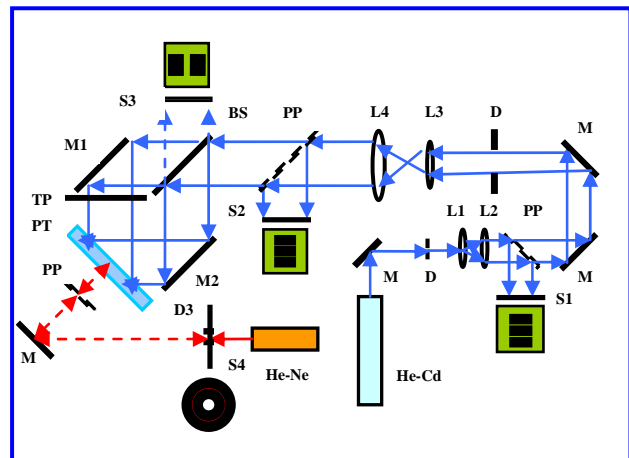 S3
BS
PP
L4
L3
D
M
M1
TP
PT
S2
L1
L2
PP
PP
M2
M
D
M
S1
D3
M
S4
He-Ne
He-Cd